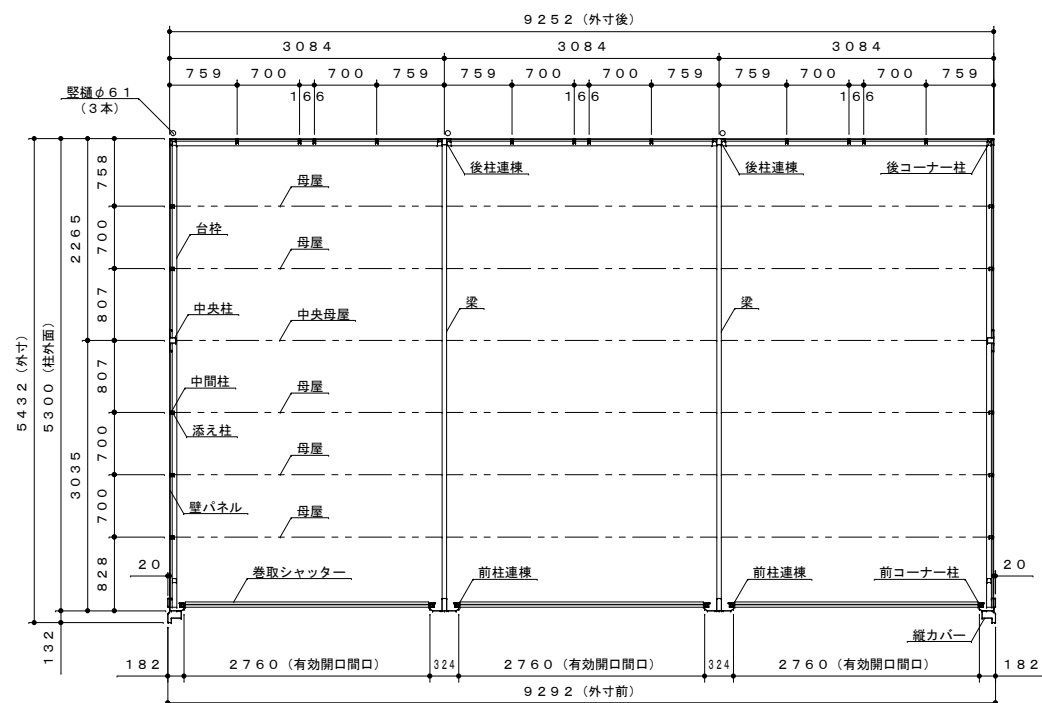 ９２５２（外寸後）
３０８４ ３０８４ ３０８４
７５９ ７００ ７００ ７５９ ７５９ ７００ ７００ ７５９ ７５９ ７００ ７００ ７５９
１６６ １６６ １６６
竪樋φ６１
（３本）
後柱連棟 後柱連棟 後コーナー柱
７５８
母屋
台枠
７００
２２６５
母屋
８０７
中央柱 中央母屋 梁 梁
５４３２（外寸）
５３００（柱外面）
８０７
中間柱 母屋
添え柱
７００
３０３５
母屋
７００
壁パネル 母屋
８２８
２０ 巻取シャッター 前柱連棟 前柱連棟 前コーナー柱 ２０
縦カバー
１３２
１８２ ２７６０（有効開口間口） ３２４ ２７６０（有効開口間口） ３２４ ２７６０（有効開口間口） １８２
９２９２（外寸前）